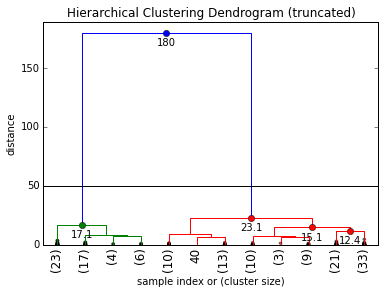 Hierarchical Clustering Dendrogram (truncated)
180
150
distance
100
50
23.1
17.1
15.1
12.4
0
(23) (17) (4) (6) (10) 40 (13) (10) (3) (9) (21) (33)
sample index or (cluster size)